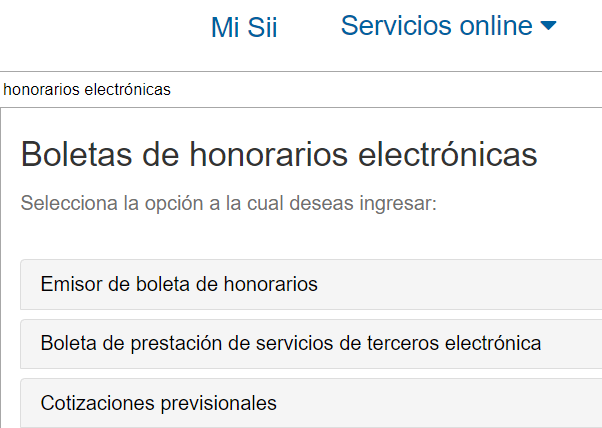 Mi Sii Servicios online
honorarios electrónicas
Boletas de honorarios electrónicas
Selecciona la opción a la cual deseas ingresar:
Emisor de boleta de honorarios
Boleta de prestación de servicios de terceros electrónica
Cotizaciones previsionales